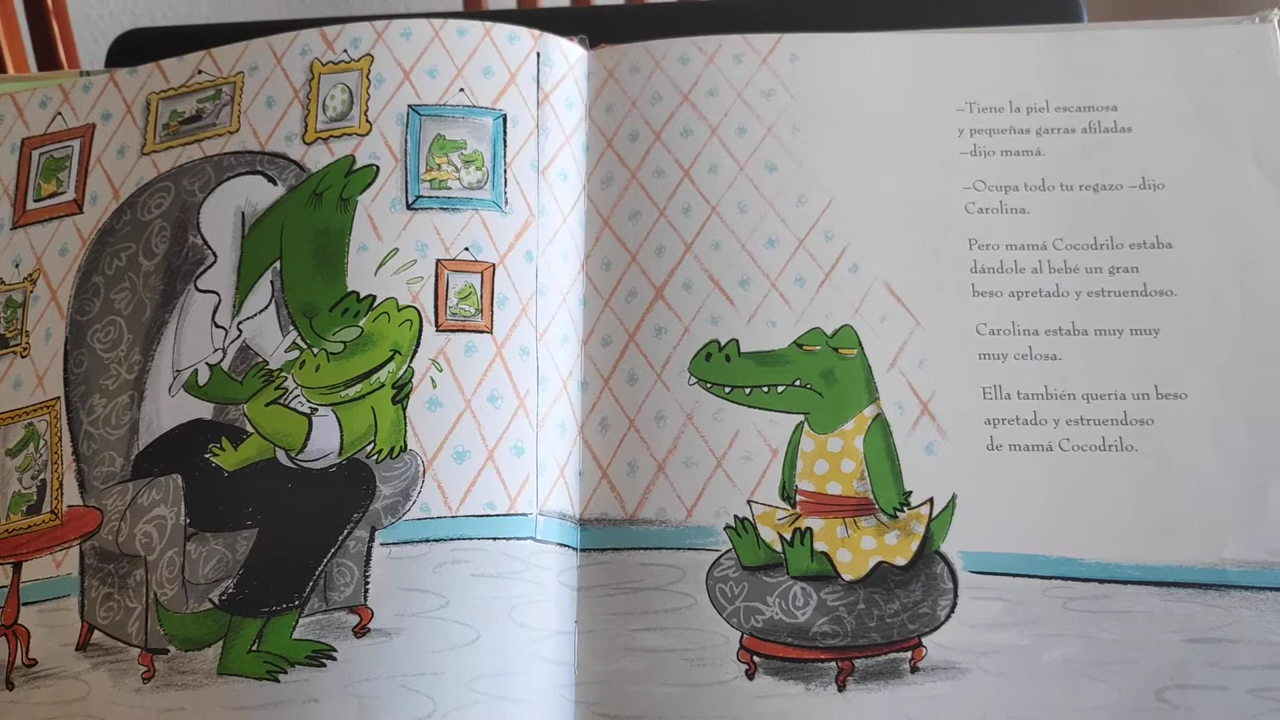 –Tiene la piel escamosa
y pequeñas garras afiladas
–dijo mamá.
–Ocupa todo tu regazo –dijo
Carolina.
Pero mamá Cocodrilo estaba
dándole al bebé un gran
beso apretado y estruendoso.
Carolina estaba muy muy
muy celosa.
Ella también quería un beso
apretado y estruendoso
de mamá Cocodrilo.